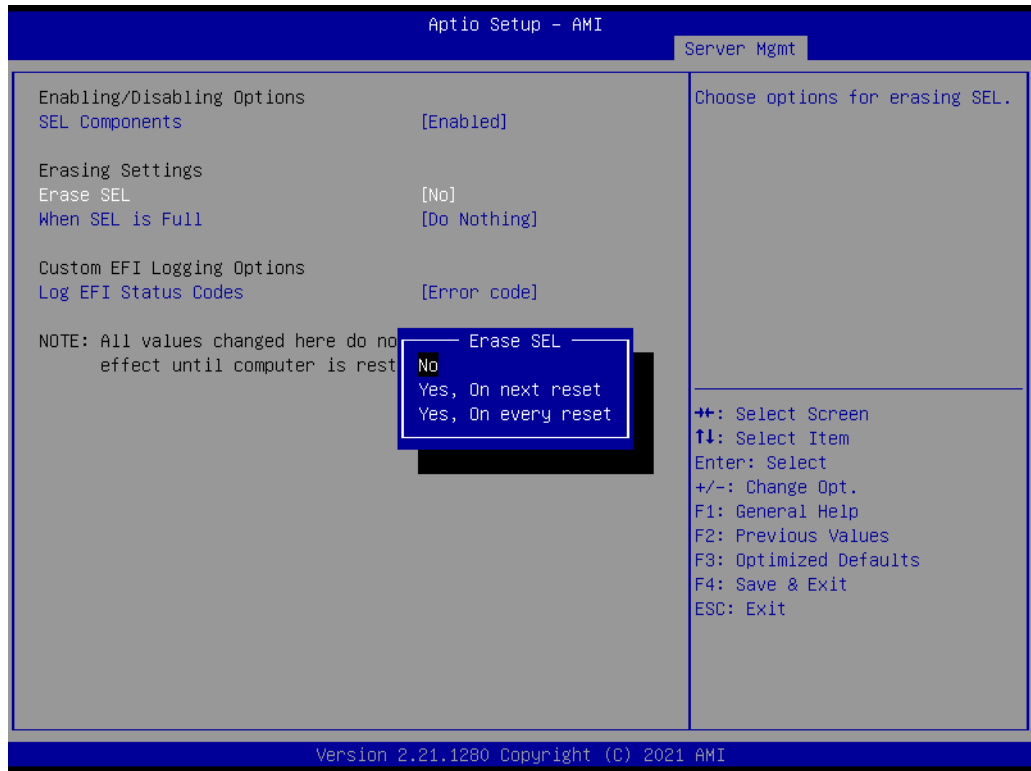 Aptio Setup – AMI
Server Mgmt
Enabling/Disabling Options
SEL Components [Enabled]
Erasing Settings
Erase SEL [No]
When SEL is Full [Do Nothing]
Custom EFI Logging Options
Log EFI Status Codes [Error code]
NOTE: All values changed here do no
effect until computer is rest
Erase SEL
No
Yes, On next reset
Yes, On every reset
Choose options for erasing SEL.
→←: Select Screen
↑↓: Select Item
Enter: Select
+/-: Change Opt.
F1: General Help
F2: Previous Values
F3: Optimized Defaults
F4: Save & Exit
ESC: Exit
Version 2.21.1280 Copyright (C) 2021 AMI